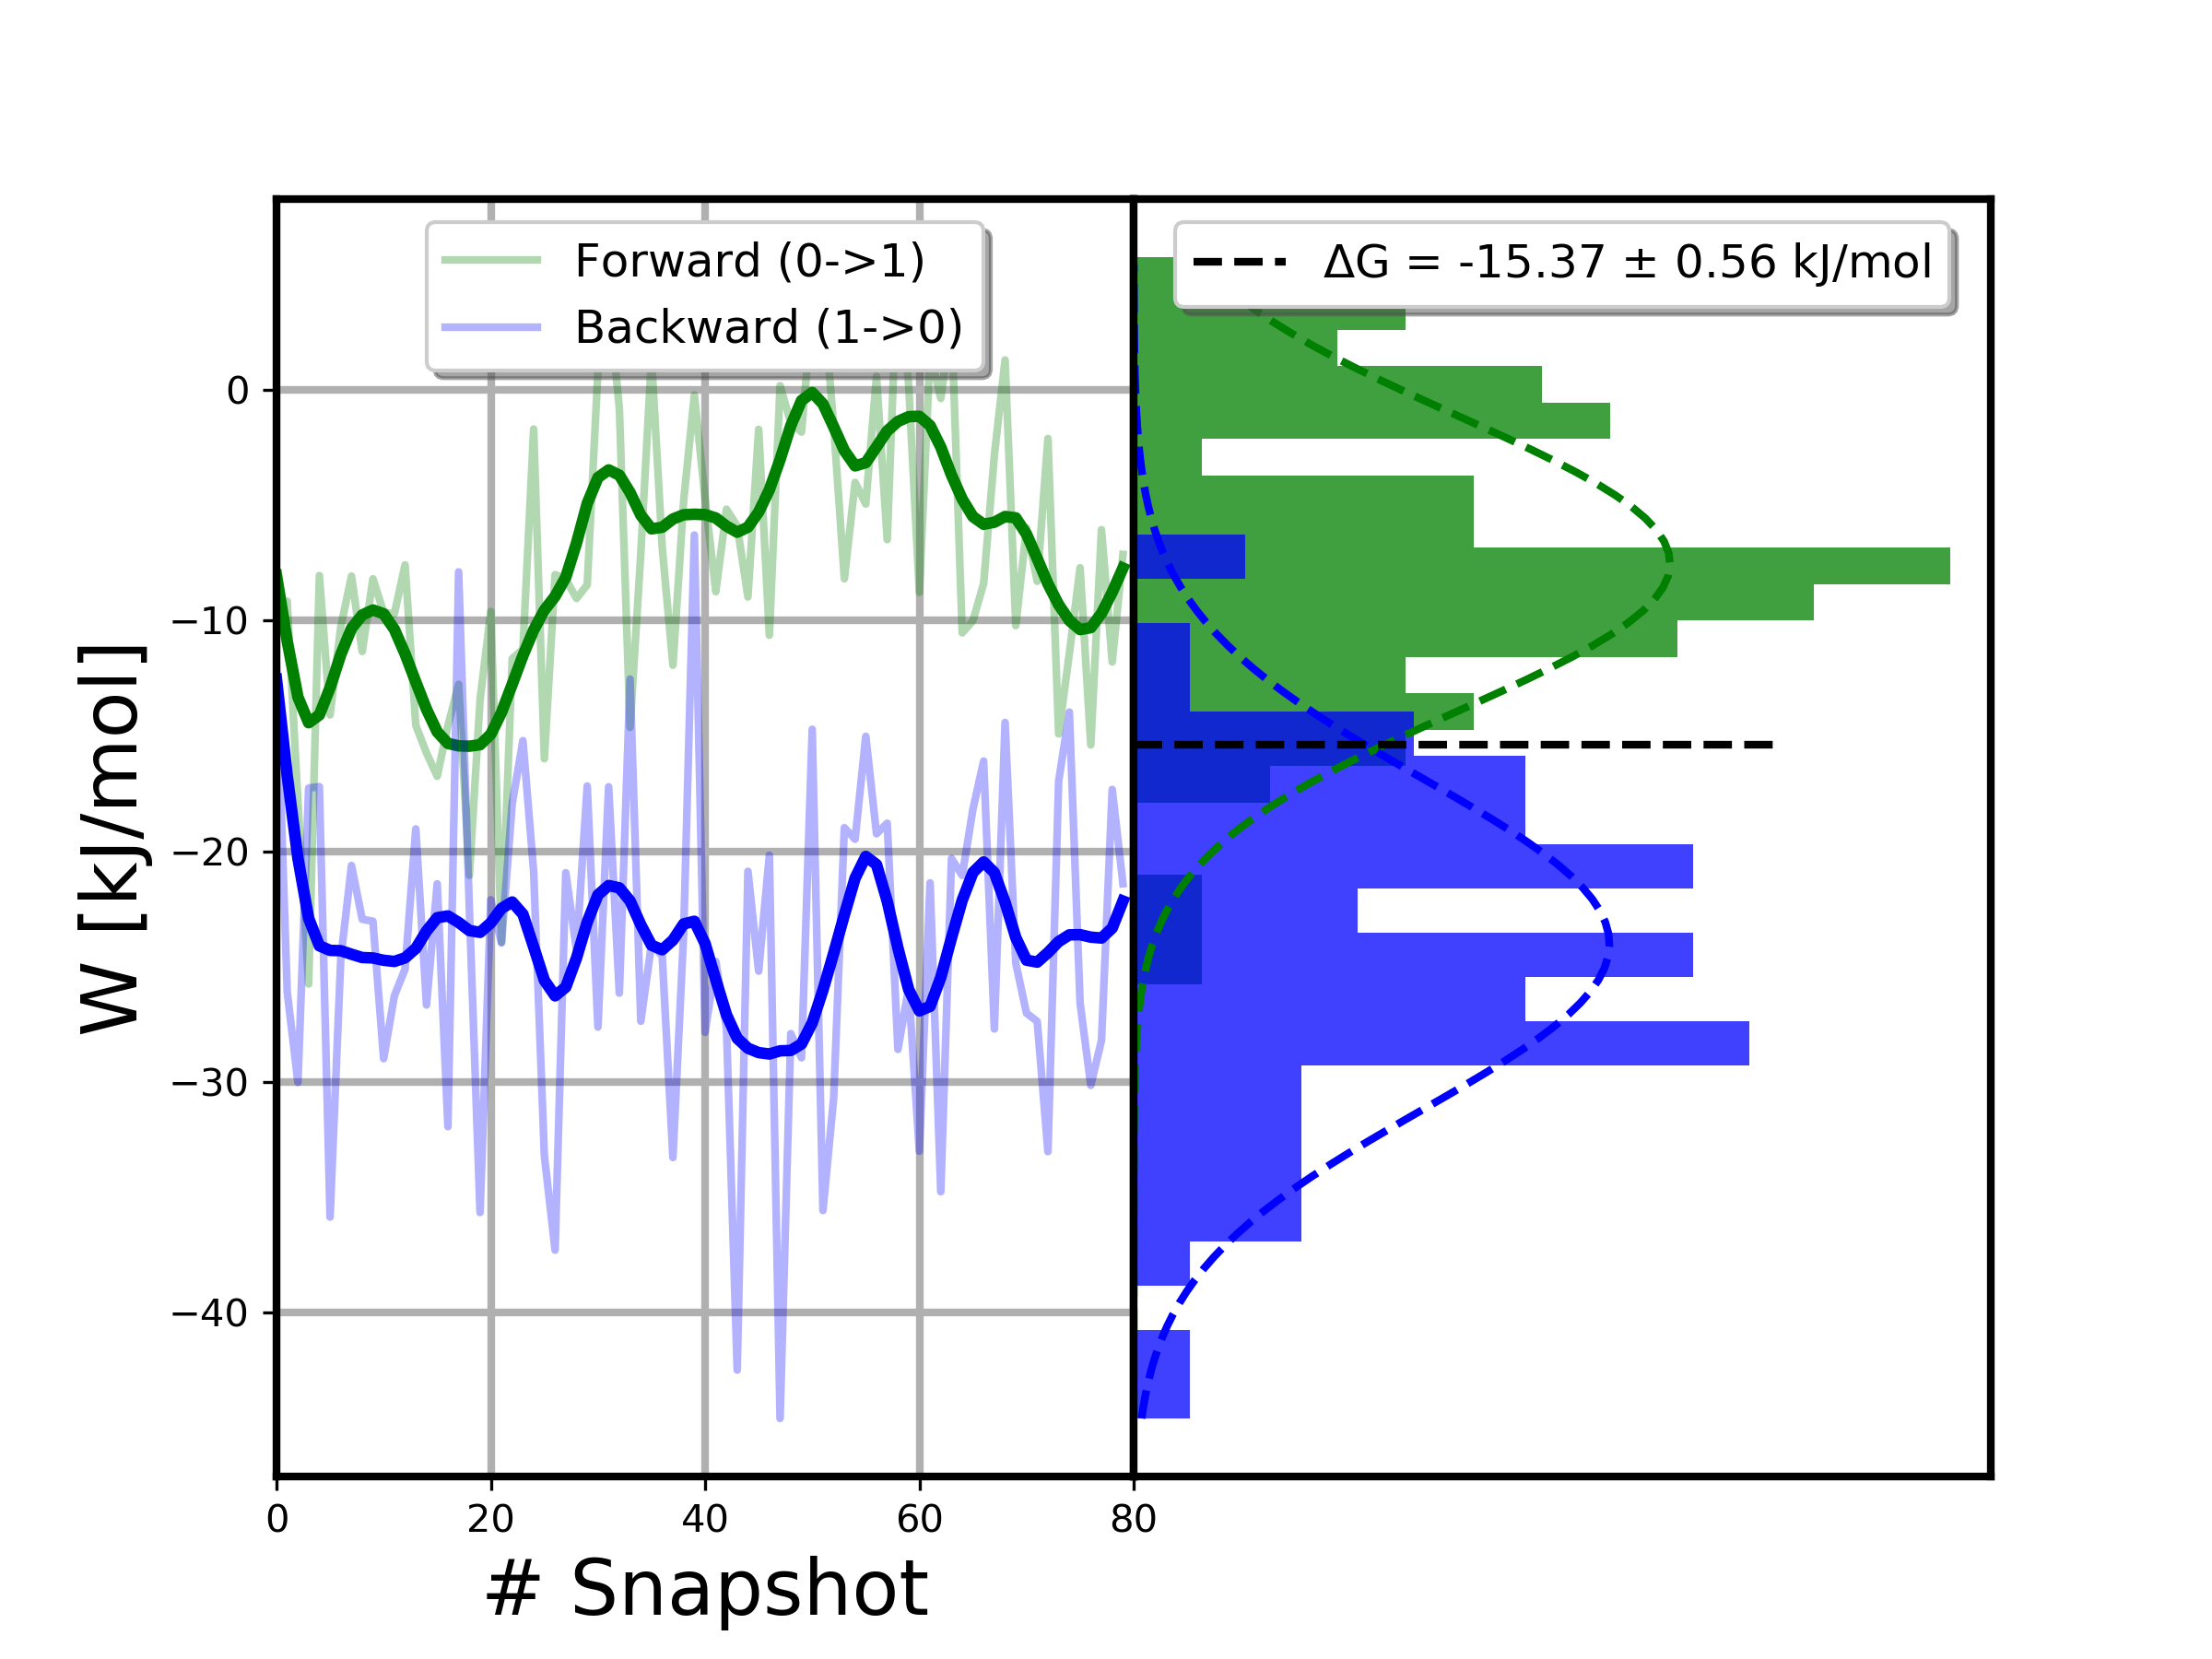 Forward (0->1)
Backward (1->0)
ΔG = -15.37 ± 0.56 kJ/mol
0
−10
−20
−30
−40
W [kJ/mol]
0 20 40 60 80
# Snapshot